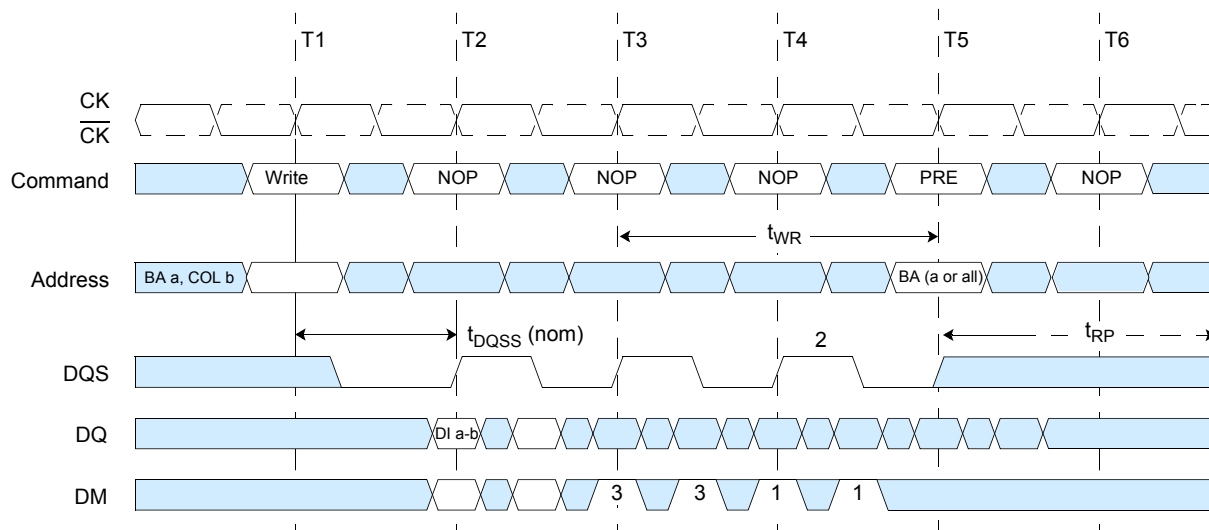 T1 T2 T3 T4 T5 T6
CK
CK
Command Write NOP NOP NOP PRE NOP
tWR
Address BA a, COL b BA (a or all)
tDQSS (nom) 2 tRP
DQS
DQ DI a-b
DM 3 3 1 1